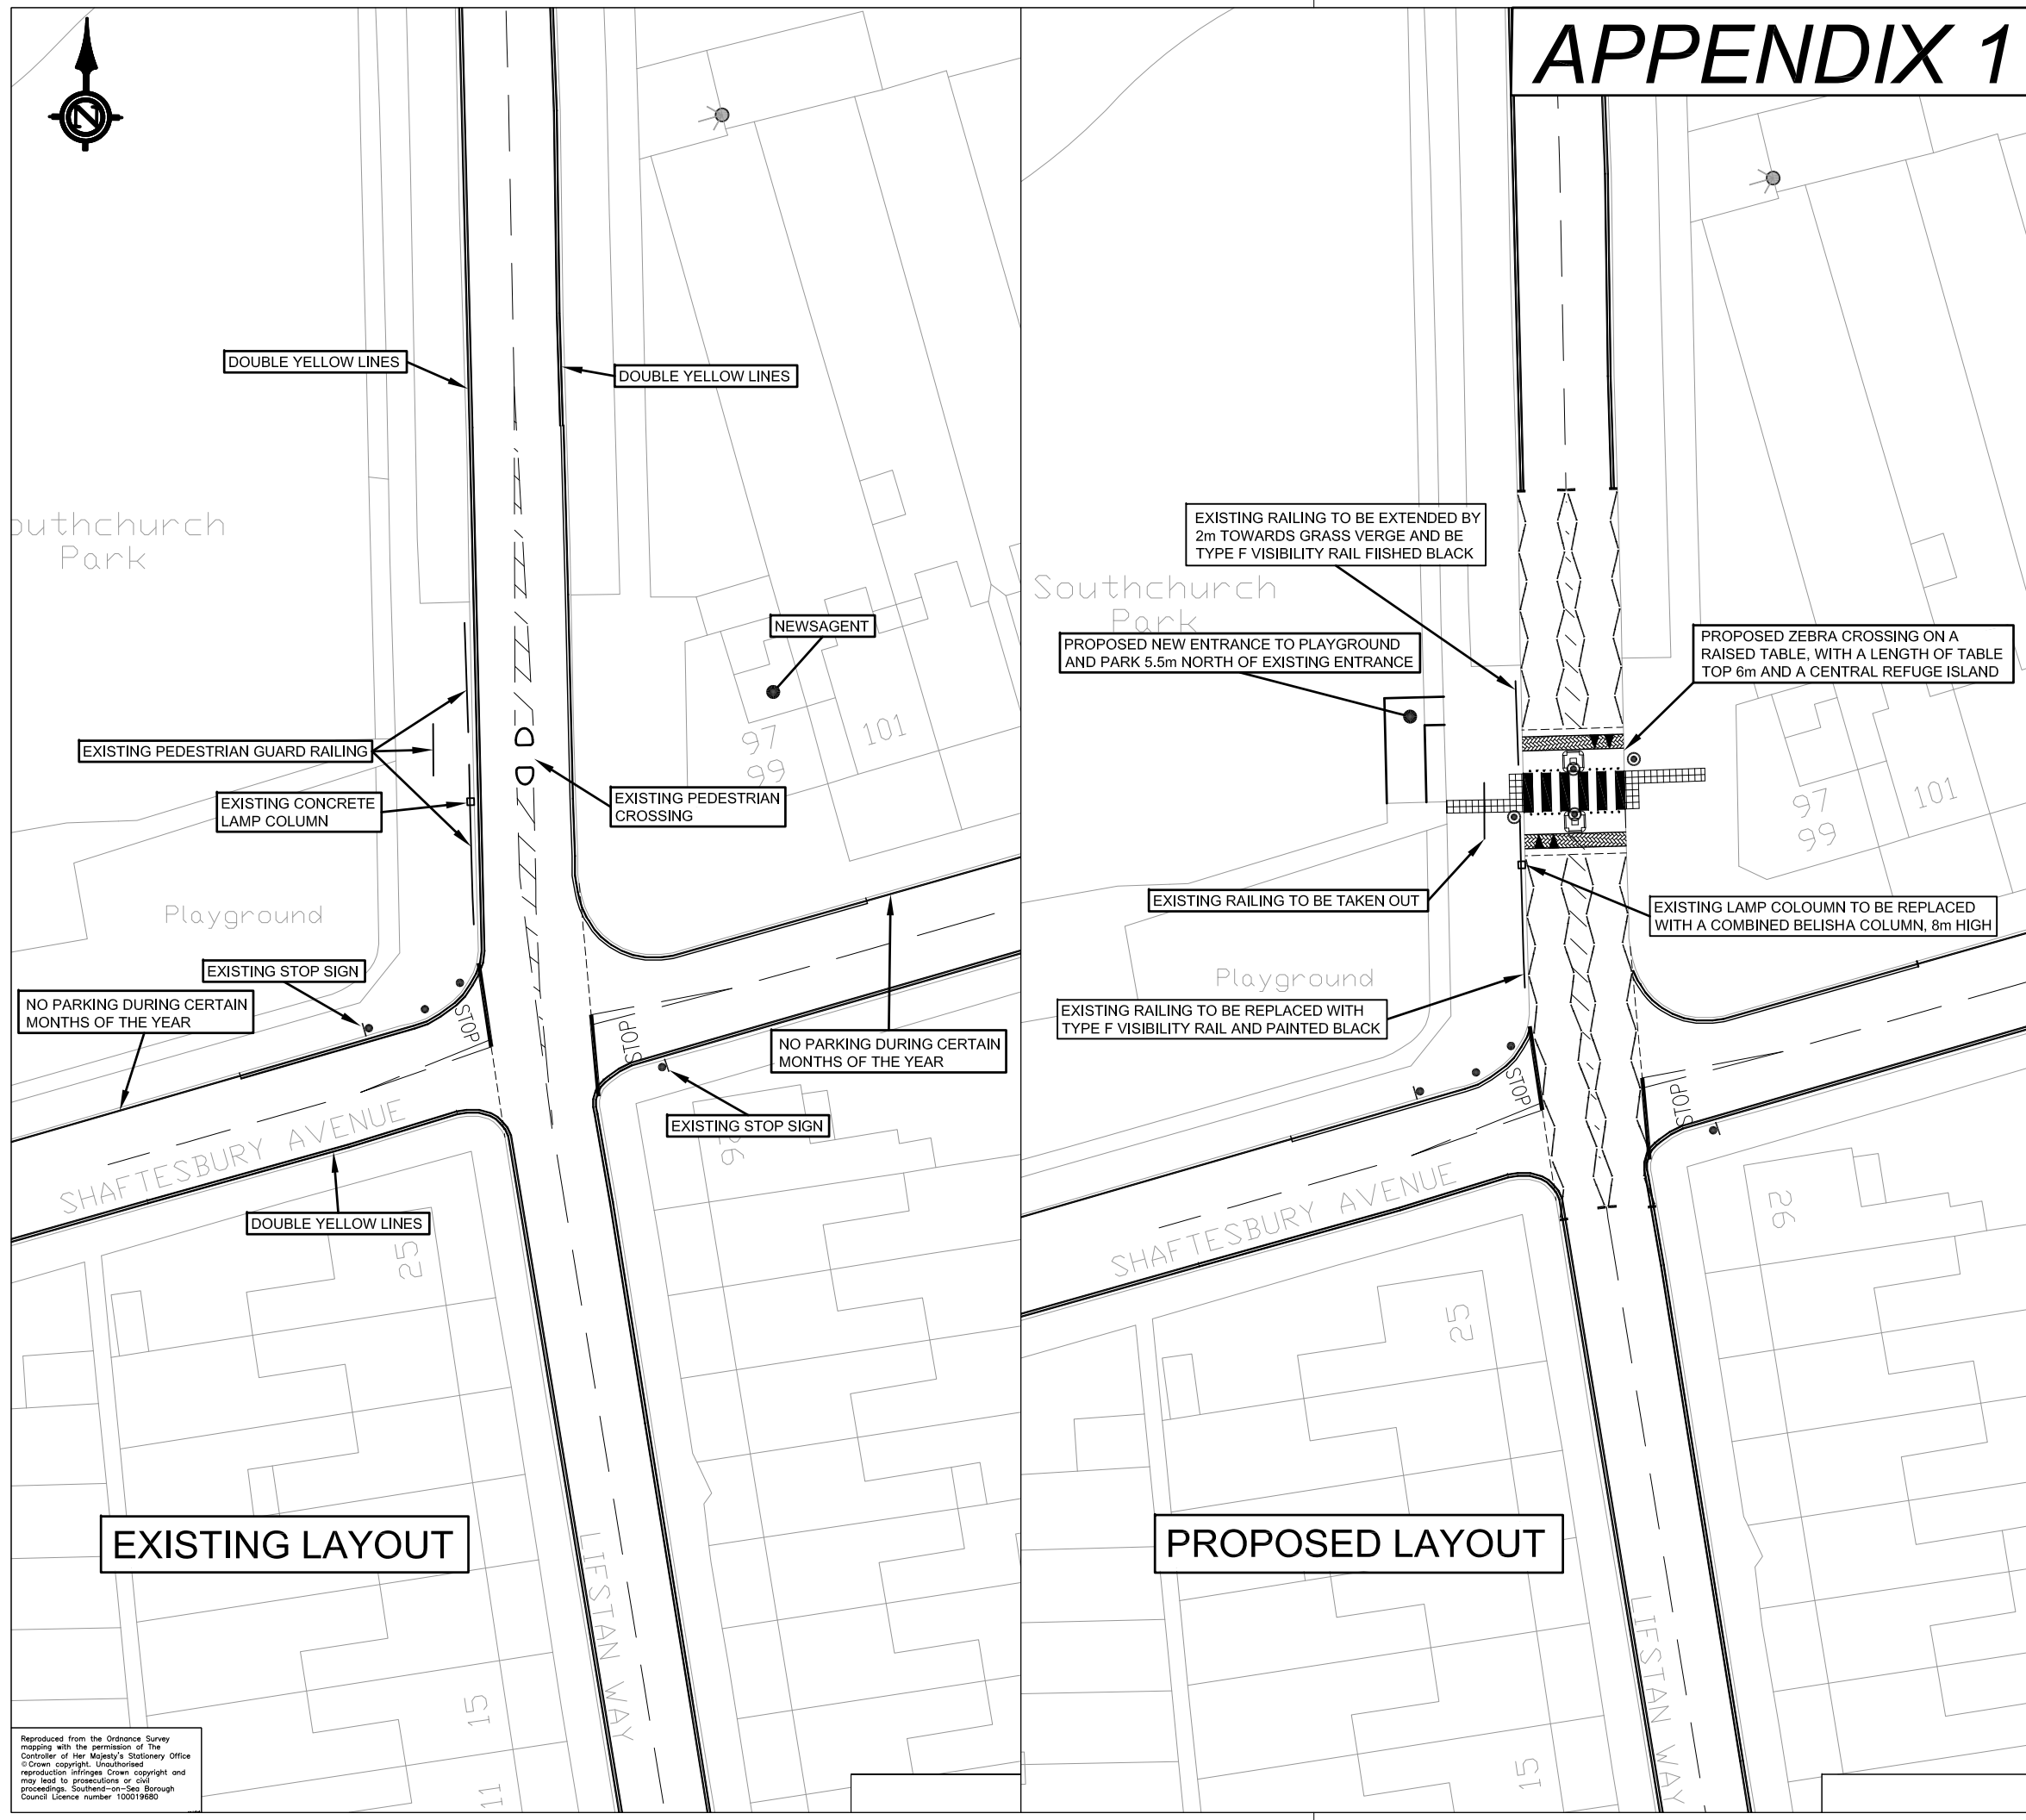 APPENDIX 1
N
DOUBLE YELLOW LINES
DOUBLE YELLOW LINES
outhchurch
Park
NEWSAGENT
97
99
101
EXISTING PEDESTRIAN GUARD RAILING
EXISTING CONCRETE
LAMP COLUMN
EXISTING PEDESTRIAN
CROSSING
Playground
EXISTING STOP SIGN
NO PARKING DURING CERTAIN
MONTHS OF THE YEAR
STOP
STOP
NO PARKING DURING CERTAIN
MONTHS OF THE YEAR
EXISTING STOP SIGN
SHAFTESBURY AVENUE
DOUBLE YELLOW LINES
25
EXISTING LAYOUT
LIFSTAN WAY
15
11
Reproduced from the Ordnance Survey
mapping with the permission of The
Controller of Her Majesty's Stationery Office
© Crown copyright. Unauthorised
reproduction infringes Crown copyright and
may lead to prosecutions or civil
proceedings. Southend-on-Sea Borough
Council Licence number 100019680
EXISTING RAILING TO BE EXTENDED BY
2m TOWARDS GRASS VERGE AND BE
TYPE F VISIBILITY RAIL FIISHED BLACK
Southchurch
Park
PROPOSED NEW ENTRANCE TO PLAYGROUND
AND PARK 5.5m NORTH OF EXISTING ENTRANCE
PROPOSED ZEBRA CROSSING ON A
RAISED TABLE, WITH A LENGTH OF TABLE
TOP 6m AND A CENTRAL REFUGE ISLAND
97
99
101
EXISTING RAILING TO BE TAKEN OUT
EXISTING LAMP COLOUMN TO BE REPLACED
WITH A COMBINED BELISHA COLUMN, 8m HIGH
Playground
EXISTING RAILING TO BE REPLACED WITH
TYPE F VISIBILITY RAIL AND PAINTED BLACK
STOP
STOP
SHAFTESBURY AVENUE
26
25
PROPOSED LAYOUT
LIFSTAN WAY
15